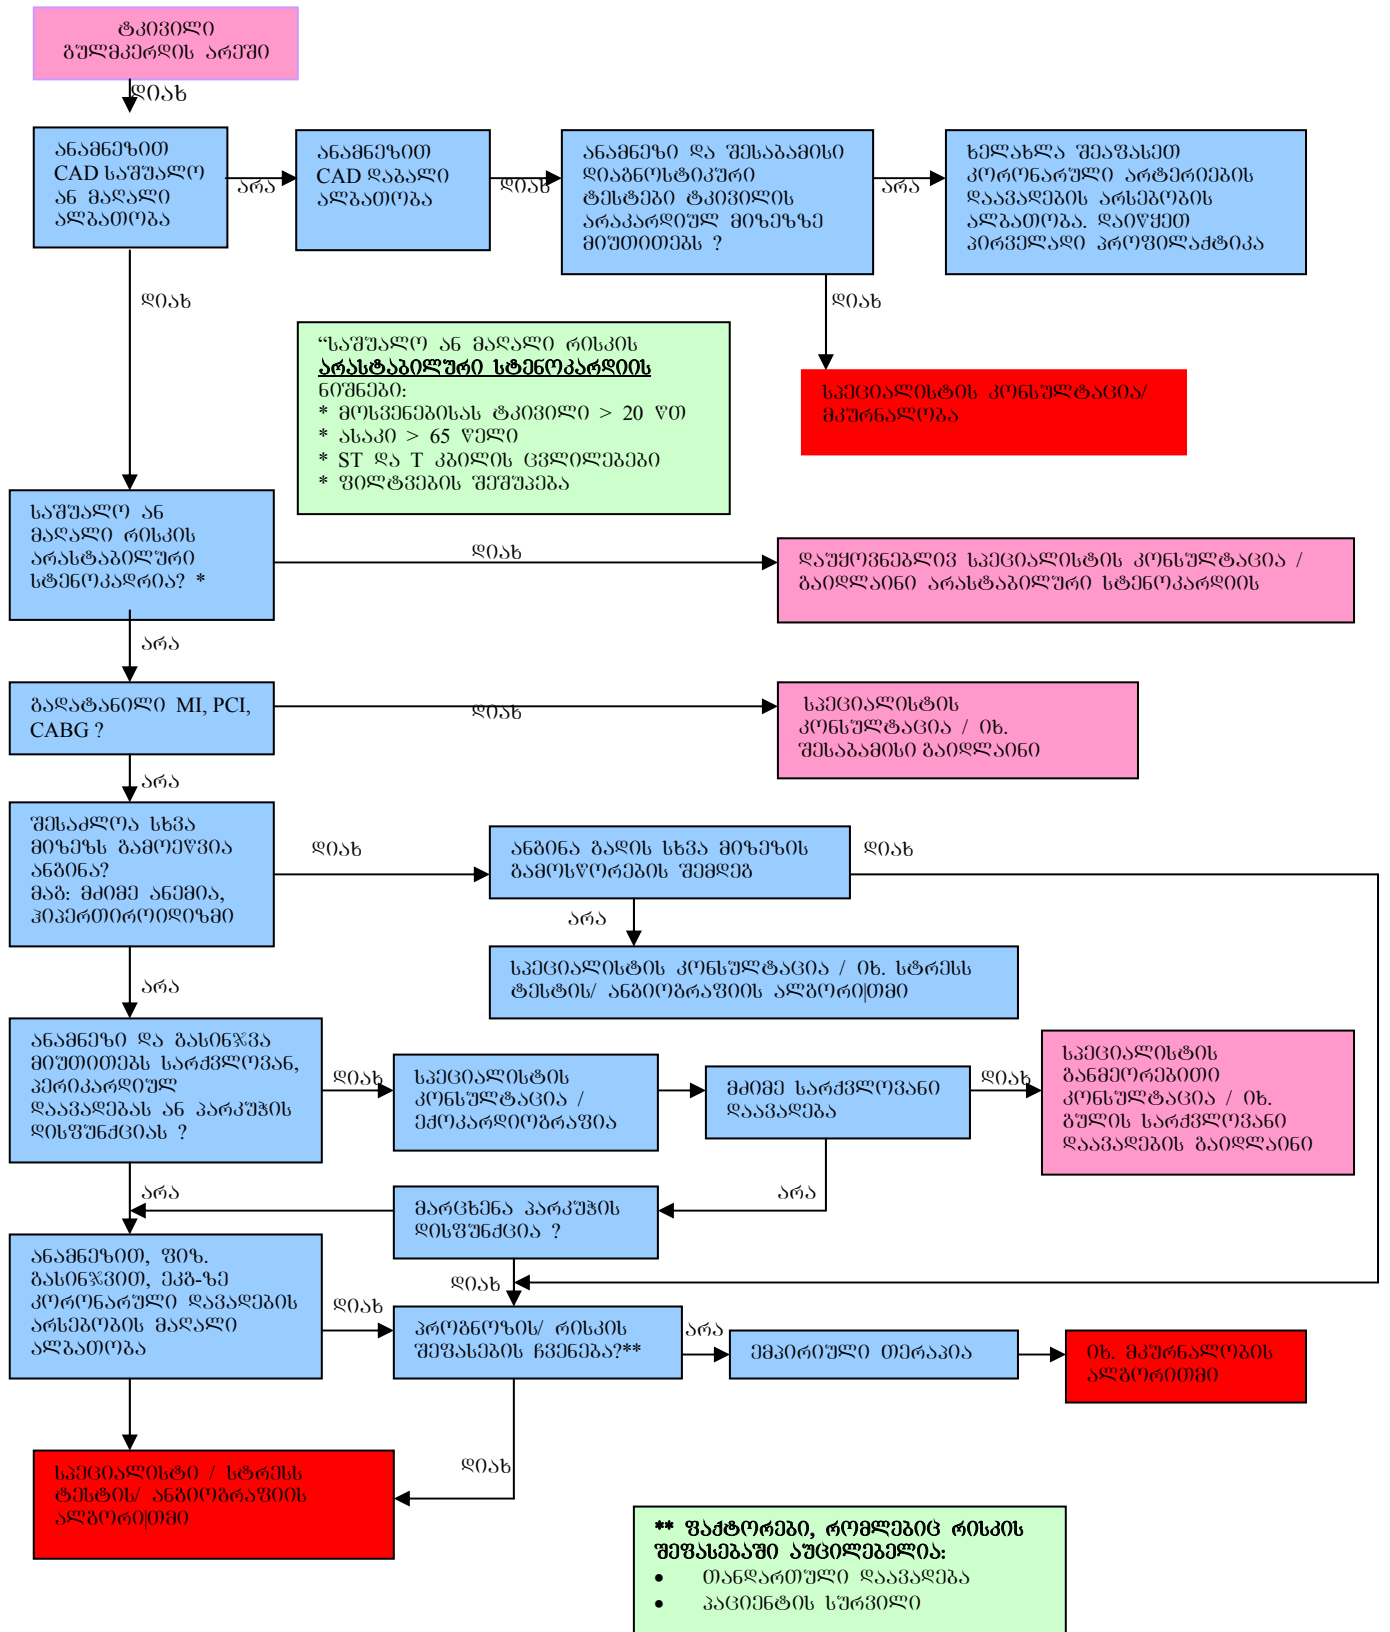 ტკივილი
გულმკერდის არეში
დიახ
ანამნეზით
CAD საშუალო
ან მაღალი
ალბათობა
არა
ანამნეზით
CAD დაბალი
ალბათობა
დიახ
ანამნეზი და შესაბამისი
დიაგნოსტიკური
ტესტები ტკივილის
არაკარდიულ მიზეზზე
მიუთითებს ?
არა
ხელახლა შეაფასეთ
კორონარული არტერიების
დაავადების არსებობის
ალბათობა. დაიწყეთ
პირველადი პროფილაქტიკა
დიახ
დიახ
“საშუალო ან მაღალი რისკის
არასტაბილური სტენოკარდიის
ნიშნები:
* მოსვენებისას ტკივილი > 20 წთ
* ასაკი > 65 წელი
* ST და T კბილის ცვლილებები
* ფილტვების შეშუპება
სპეციალისტის კონსულტაცია/
მკურნალობა
საშუალო ან
მაღალი რისკის
არასტაბილური
სტენოკადრია? *
დიახ
დაუყოვნებლივ სპეციალისტის კონსულტაცია /
გაიდლაინი არასტაბილური სტენოკარდიის
არა
გადატანილი MI, PCI,
CABG ?
დიახ
სპეციალისტის
კონსულტაცია / იხ.
შესაბამისი გაიდლაინი
არა
შესაძლოა სხვა
მიზეზს გამოეწვია
ანგინა?
მაგ: მძიმე ანემია,
ჰიპერთიროიდიზმი
დიახ
ანგინა გადის სხვა მიზეზის
გამოსწორების შემდეგ
დიახ
არა
სპეციალისტის კონსულტაცია / იხ. სტრესს
ტესტის/ ანგიოგრაფიის ალგორი|თმი
არა
ანამნეზი და გასინჯვა
მიუთითებს სარქვლოვან,
პერიკარდიულ
დაავადებას ან პარკუჭის
დისფუნქციას ?
დიახ
სპეციალისტის
კონსულტაცია /
ექოკარდიოგრაფია
მძიმე სარქვლოვანი
დაავადება
დიახ
სპეციალისტის
განმეორებითი
კონსულტაცია / იხ.
გულის სარქვლოვანი
დაავადების გაიდლაინი
არა
არა
მარცხენა პარკუჭის
დისფუნქცია ?
დიახ
ანამნეზით, ფიზ.
გასინჯვით, ეკგ-ზე
კორონარული დავადების
არსებობის მაღალი
ალბათობა
დიახ
პროგნოზის/ რისკის
შეფასების ჩვენება?**
არა
ემპირიული თერაპია
იხ. მკურნალობის
ალგორითმი
დიახ
სპეციალისტი / სტრესს
ტესტის/ ანგიოგრაფიის
ალგორი|თმი
** ფაქტორები, რომლებიც რისკის
შეფასებაში აუცილებელია:
• თანდართული დაავადება
• პაციენტის სურვილი